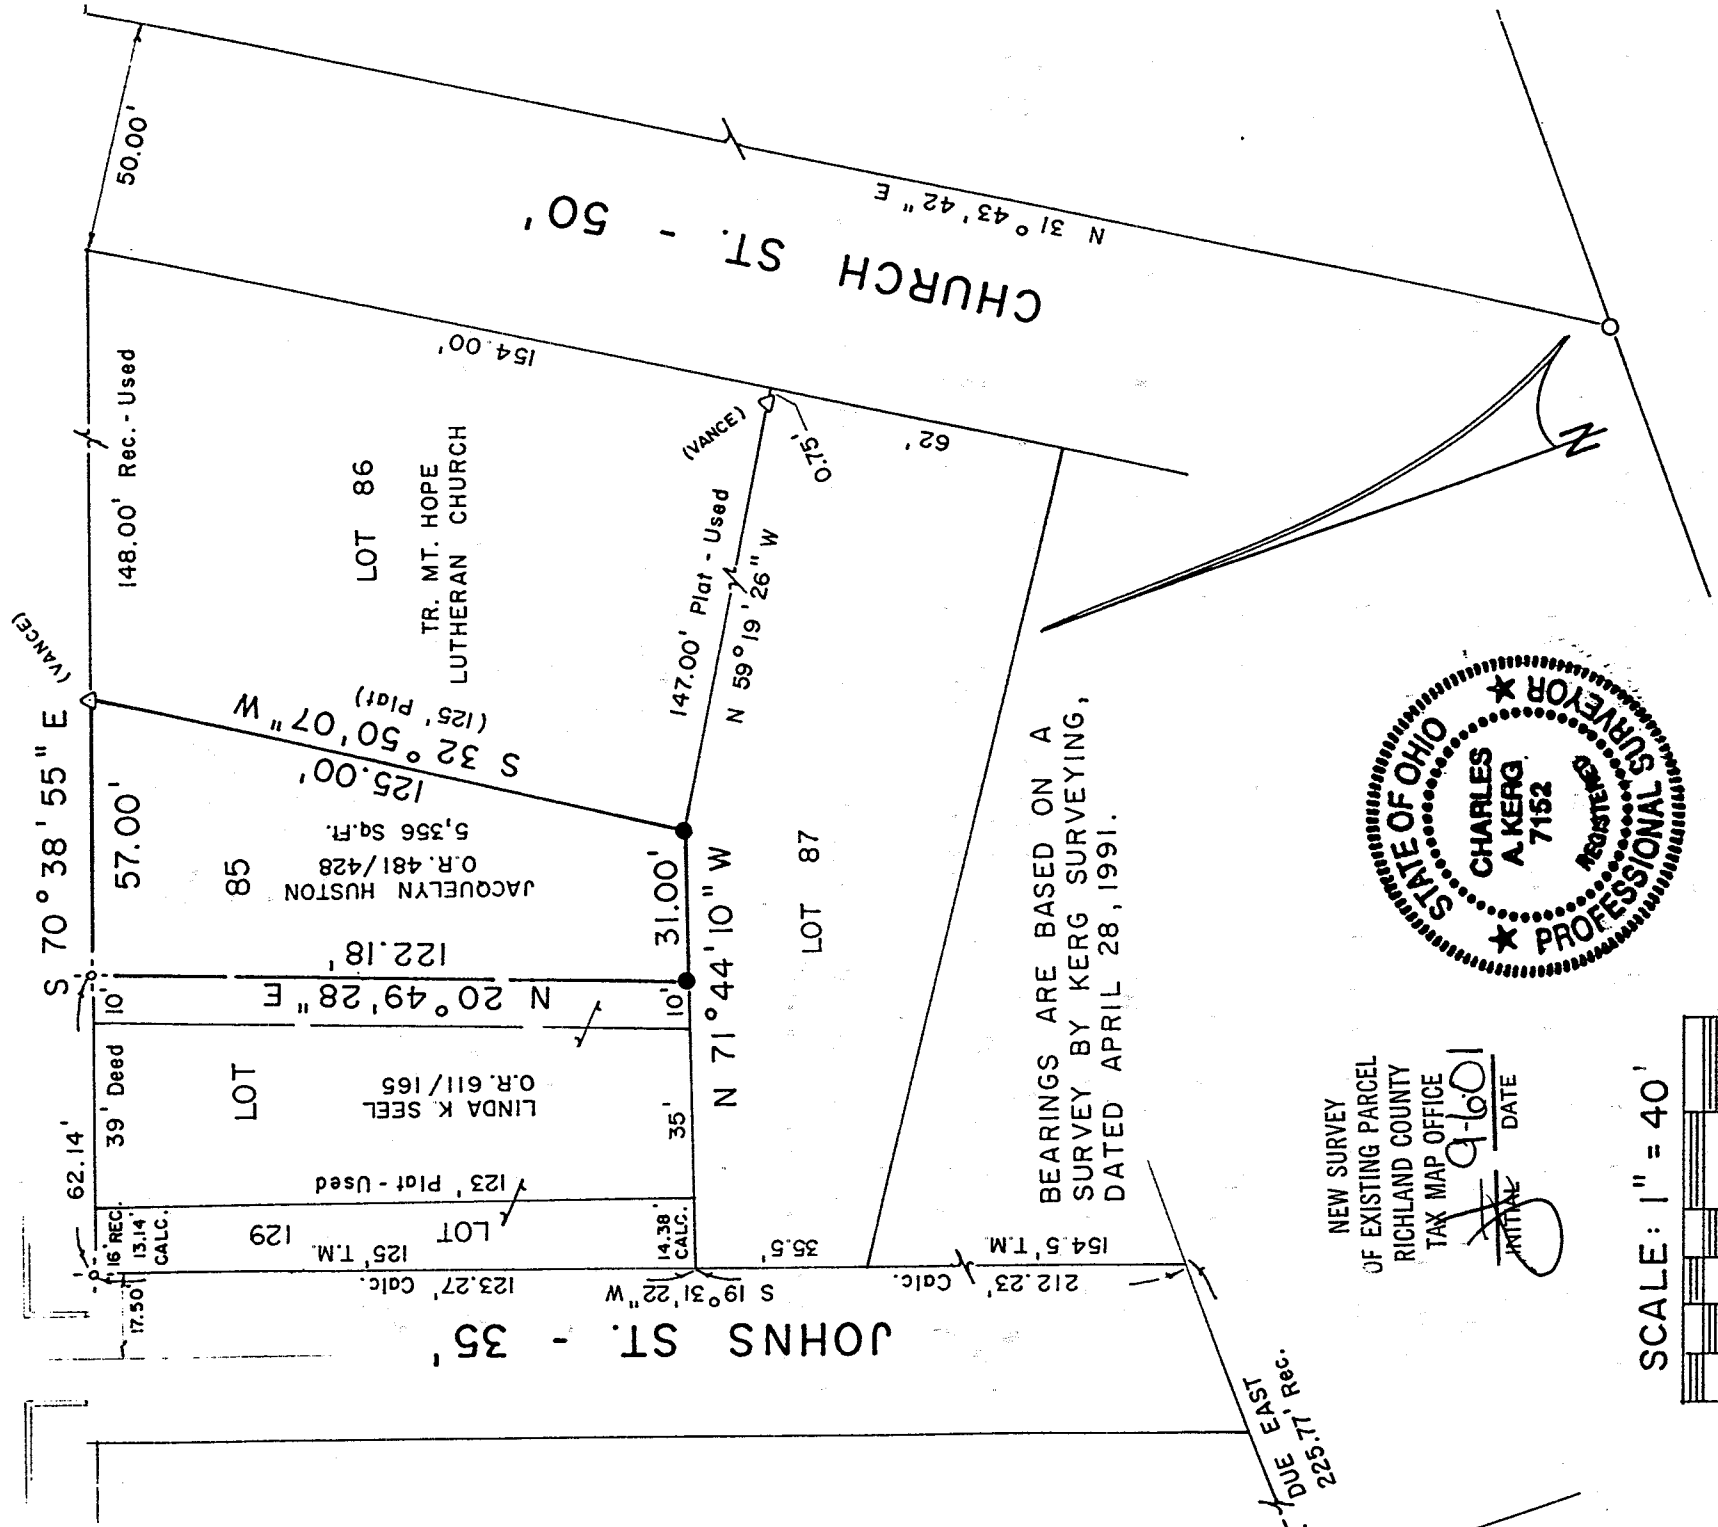 50.00'
N 31° 43' 42" E
CHURCH ST. - 50'
154.00'
62'
148.00' Rec. - Used
(VANCE)
0.75'
LOT 86
TR. MT. HOPE
LUTHERAN CHURCH
147.00' Plat - Used
N 59° 19' 26" W
N
(VANCE)
S 70° 38' 55" E
57.00'
(125' Plat)
S 32° 50' 07" W
125.00'
85
JACQUELYN HUSTON
O.R. 481/428
5,356 Sq.Ft.
122.18'
N 20° 49' 28" E
31.00'
N 71° 44' 10" W
LOT 87
10'
10'
62.14'
39' Deed
LOT
LINDA K. SEEL
O.R. 611/165
35'
123' Plat - Used
16' REC.
13.14'
CALC.
LOT 129
125' T.M.
14.38'
CALC.
35.5'
154.5' T.M.
17.50'
123.27' Calc.
S 19° 31' 22" W
212.23' Calc.
JOHNS ST. - 35'
DUE EAST
225.77' Rec.
BEARINGS ARE BASED ON A
SURVEY BY KERG SURVEYING,
DATED APRIL 28, 1991.
STATE OF OHIO
CHARLES
A. KERG
7152
REGISTERED
PROFESSIONAL SURVEYOR
NEW SURVEY
OF EXISTING PARCEL
RICHLAND COUNTY
TAX MAP OFFICE
9-6-01
INITIAL DATE
SCALE: 1" = 40'